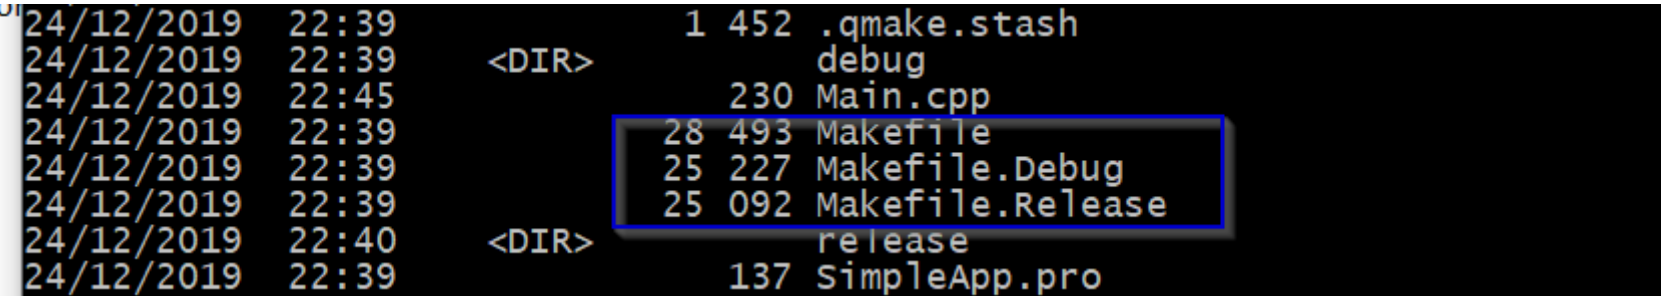 24/12/2019 22:39 1 452 .qmake.stash
24/12/2019 22:39 <DIR> debug
24/12/2019 22:45 230 Main.cpp
24/12/2019 22:39 28 493 Makefile
24/12/2019 22:39 25 227 Makefile.Debug
24/12/2019 22:39 25 092 Makefile.Release
24/12/2019 22:40 <DIR> release
24/12/2019 22:39 137 SimpleApp.pro